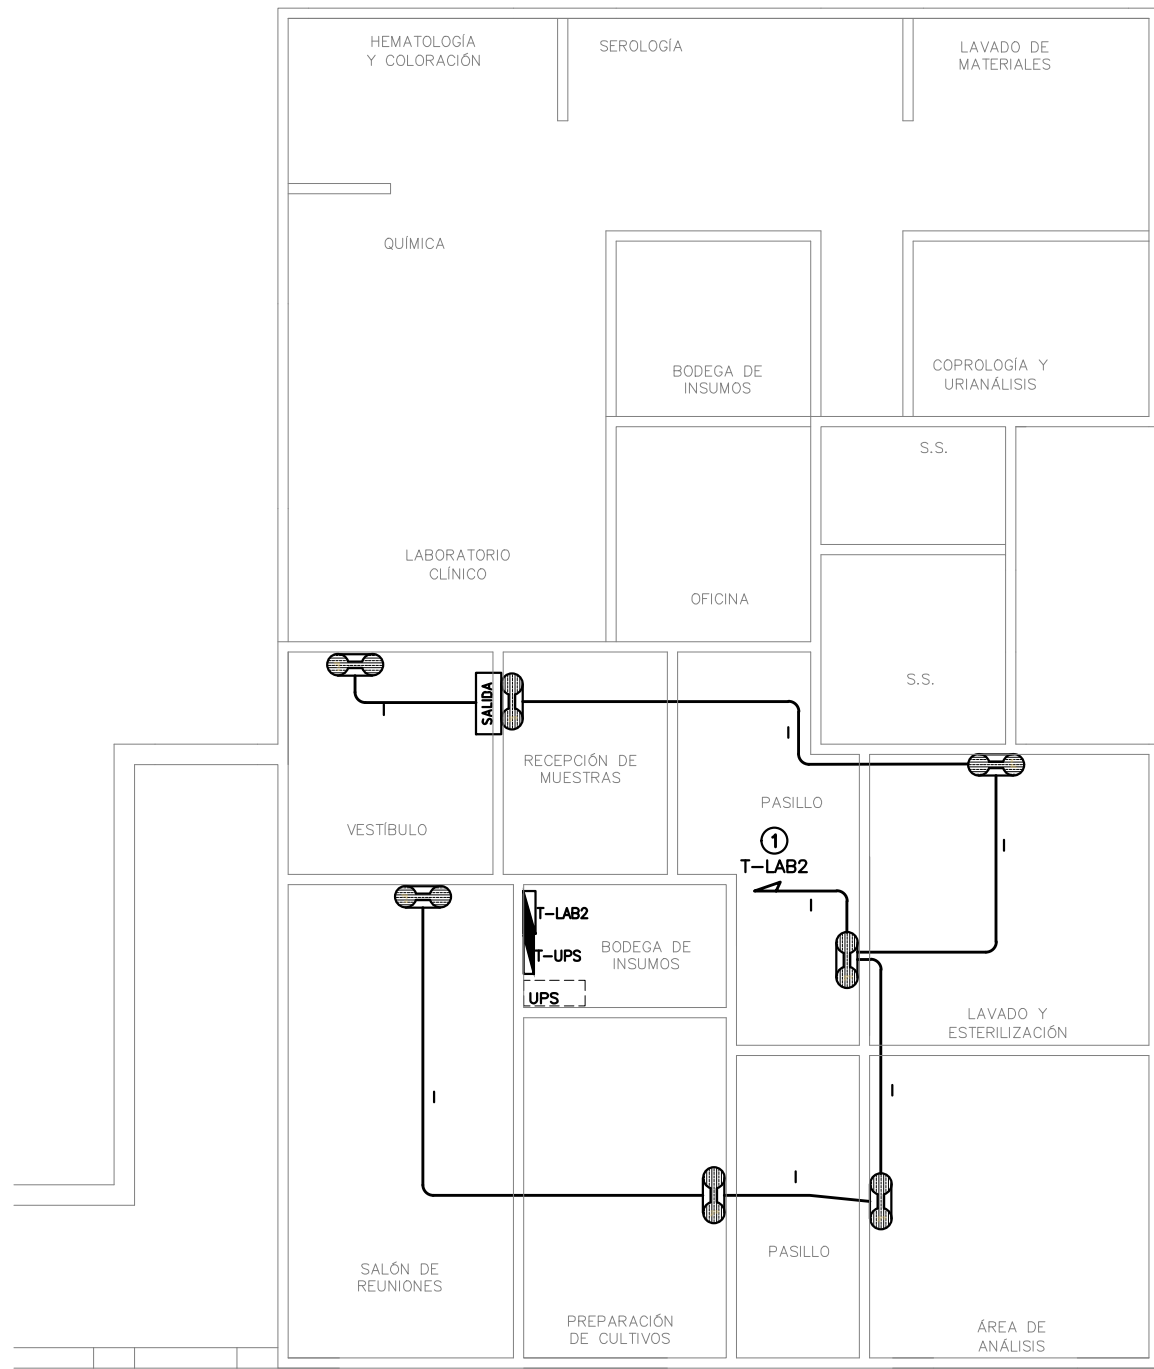 HEMATOLOGÍA
Y COLORACIÓN
SEROLOGÍA
LAVADO DE
MATERIALES
QUÍMICA
BODEGA DE
INSUMOS
COPROLOGÍA Y
URIANÁLISIS
S.S.
LABORATORIO
CLÍNICO
OFICINA
S.S.
SALIDA
RECEPCIÓN DE
MUESTRAS
PASILLO
VESTÍBULO
1
T-LAB2
T-LAB2
T-UPS
BODEGA DE
INSUMOS
UPS
LAVADO Y
ESTERILIZACIÓN
PASILLO
SALÓN DE
REUNIONES
PREPARACIÓN
DE CULTIVOS
ÁREA DE
ANÁLISIS